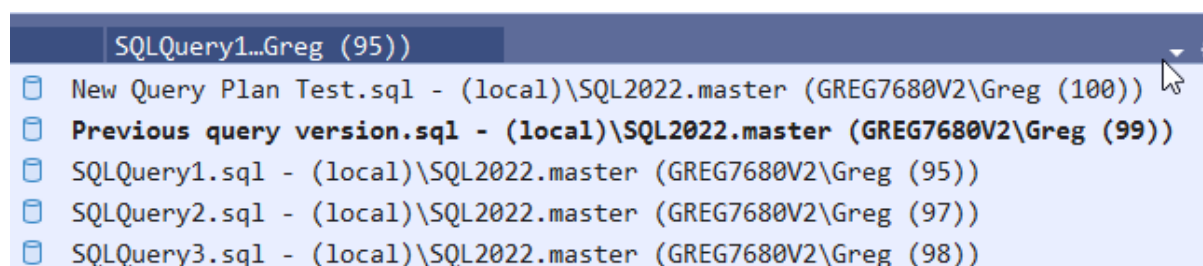 SQLQuery1…Greg (95))
New Query Plan Test.sql - (local)\SQL2022.master (GREG7680V2\Greg (100))
Previous query version.sql - (local)\SQL2022.master (GREG7680V2\Greg (99))
SQLQuery1.sql - (local)\SQL2022.master (GREG7680V2\Greg (95))
SQLQuery2.sql - (local)\SQL2022.master (GREG7680V2\Greg (97))
SQLQuery3.sql - (local)\SQL2022.master (GREG7680V2\Greg (98))